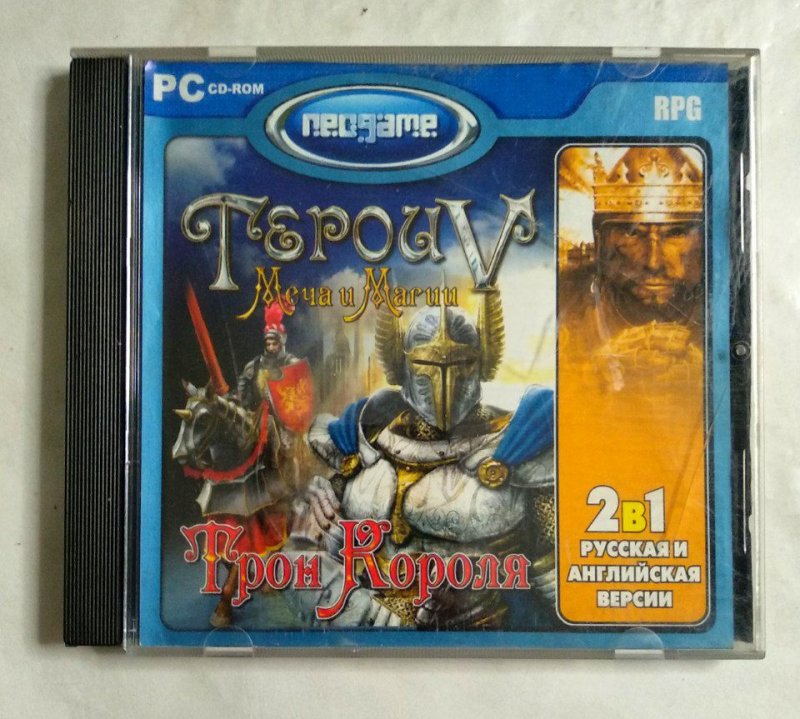 PC CD-ROM
neogame
RPG
Герои V
Меча и Магии
Трон Короля
2в1
РУССКАЯ И
АНГЛИЙСКАЯ
ВЕРСИИ